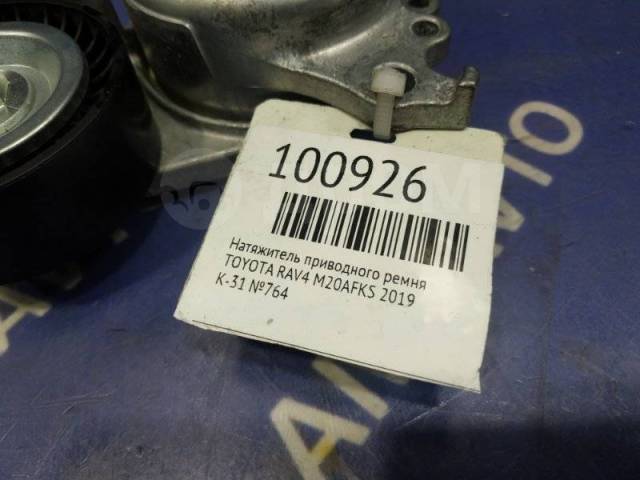 100926
Натяжитель приводного ремня
TOYOTA RAV4 M20AFKS 2019
К-31 №764